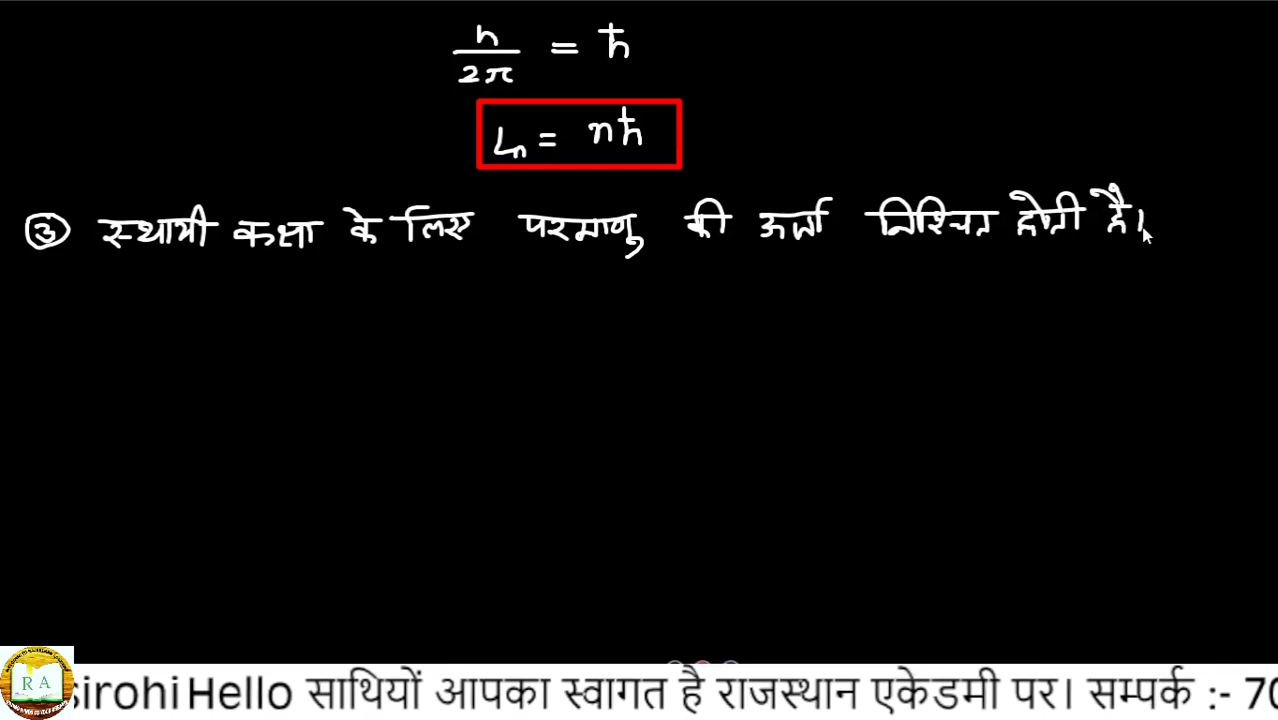 h/2π = ħ
Ln = nħ
③ स्थायी कक्षा के लिए परमाणु की ऊर्जा निश्चित होती है।
RA
sirohi Hello साथियों आपका स्वागत है राजस्थान एकेडमी पर। सम्पर्क :- 70